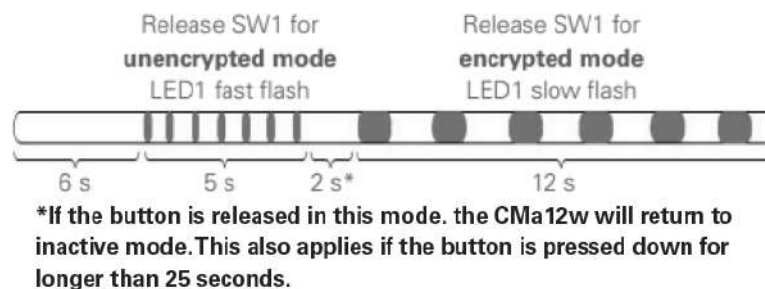 Release SW1 for
unencrypted mode
LED1 fast flash
Release SW1 for
encrypted mode
LED1 slow flash
6 s
5 s
2 s*
12 s
*If the button is released in this mode. the CMa12w will return to
inactive mode.This also applies if the button is pressed down for
longer than 25 seconds.